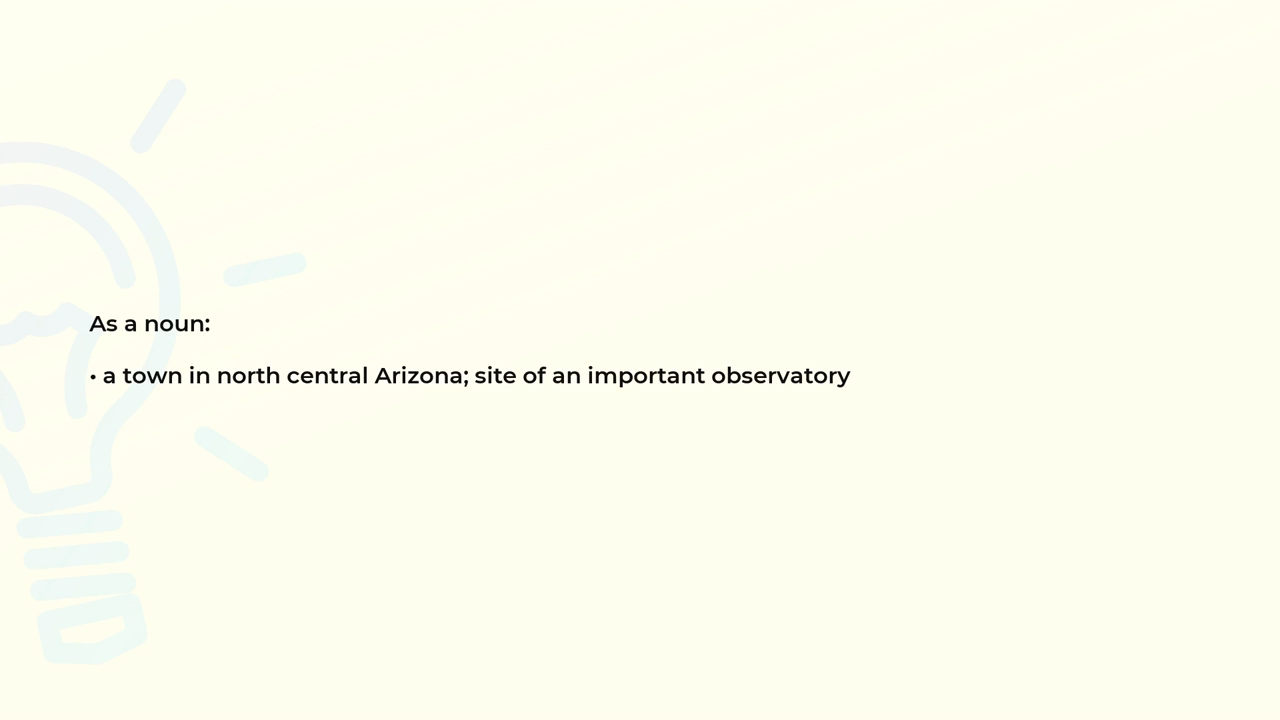 As a noun:
• a town in north central Arizona; site of an important observatory